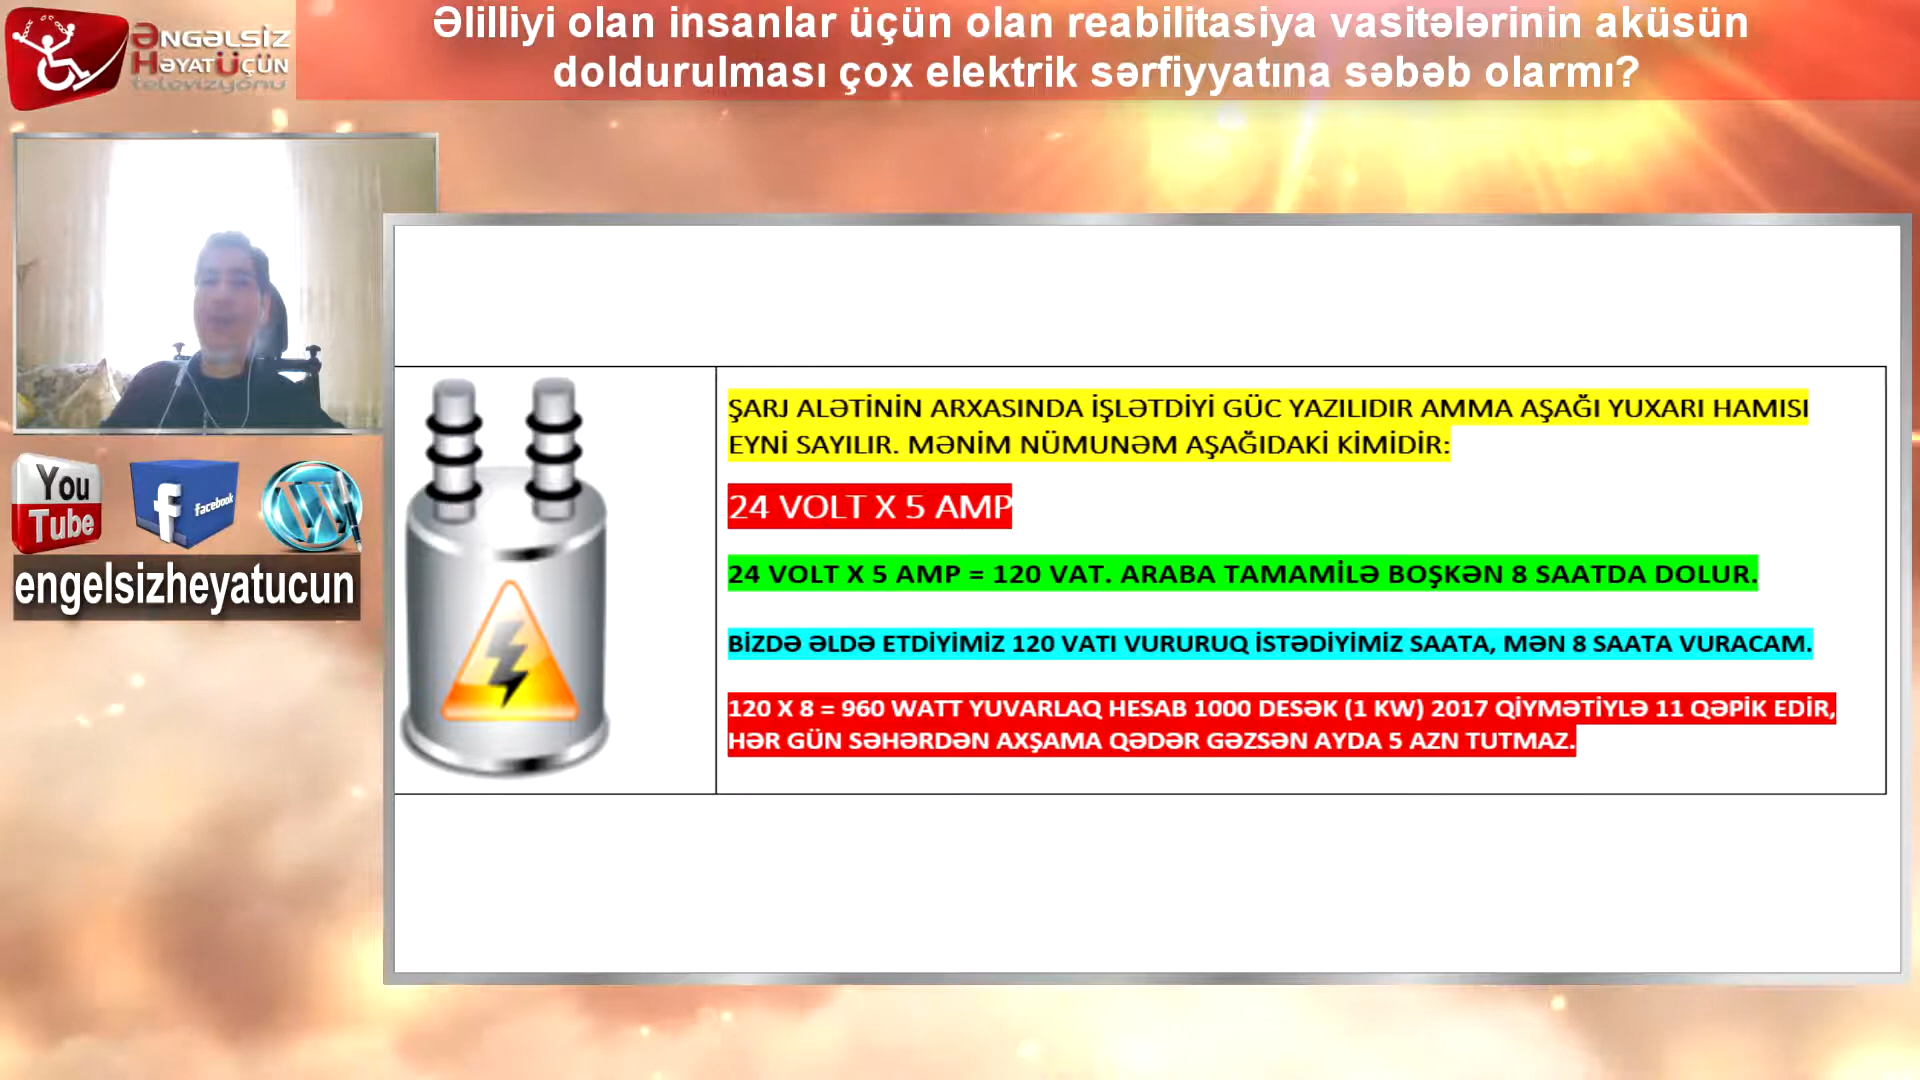 Əlilliyi olan insanlar üçün olan reabilitasiya vasitələrinin aküsün
doldurulması çox elektrik sərfiyyatına səbəb olarmı?
ƏNGƏLSİZ
HƏYAT ÜÇÜN
televizyonu
You
Tube
f facebook
W
engelsizheyatucun
ŞARJ ALƏTİNİN ARXASINDA İŞLƏTDİYİ GÜC YAZILIDIR AMMA AŞAĞI YUXARI HAMISI
EYNİ SAYILIR. MƏNİM NÜMUNƏM AŞAĞIDAKİ KİMİDİR:
24 VOLT X 5 AMP
24 VOLT X 5 AMP = 120 VAT. ARABA TAMAMİLƏ BOŞKƏN 8 SAATDA DOLUR.
BİZDƏ ƏLDƏ ETDİYİMİZ 120 VATI VURURUQ İSTƏDİYİMİZ SAATA, MƏN 8 SAATA VURACAM.
120 X 8 = 960 WATT YUVARLAQ HESAB 1000 DESƏK (1 KW) 2017 QİYMƏTİYLƏ 11 QƏPİK EDİR,
HƏR GÜN SƏHƏRDƏN AXŞAMA QƏDƏR GƏZSƏN AYDA 5 AZN TUTMAZ.